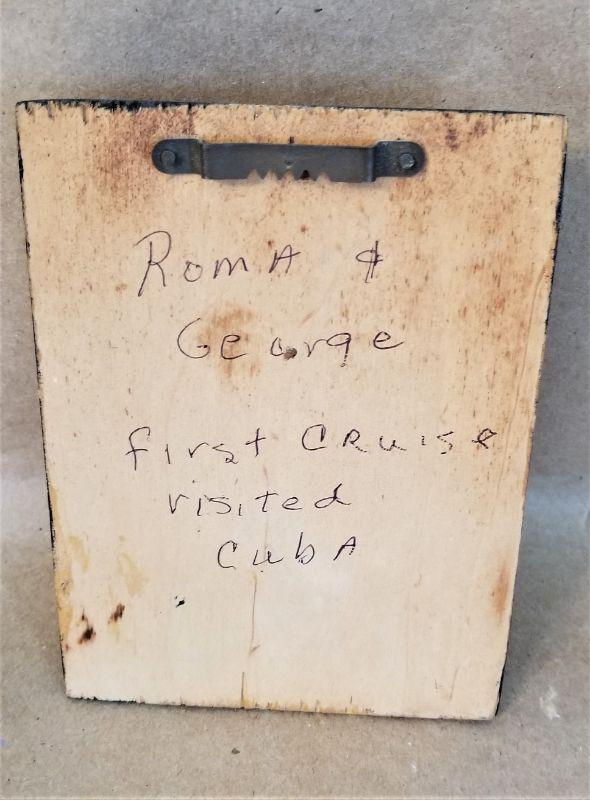 Roma &
George
first Cruise
visited
Cuba